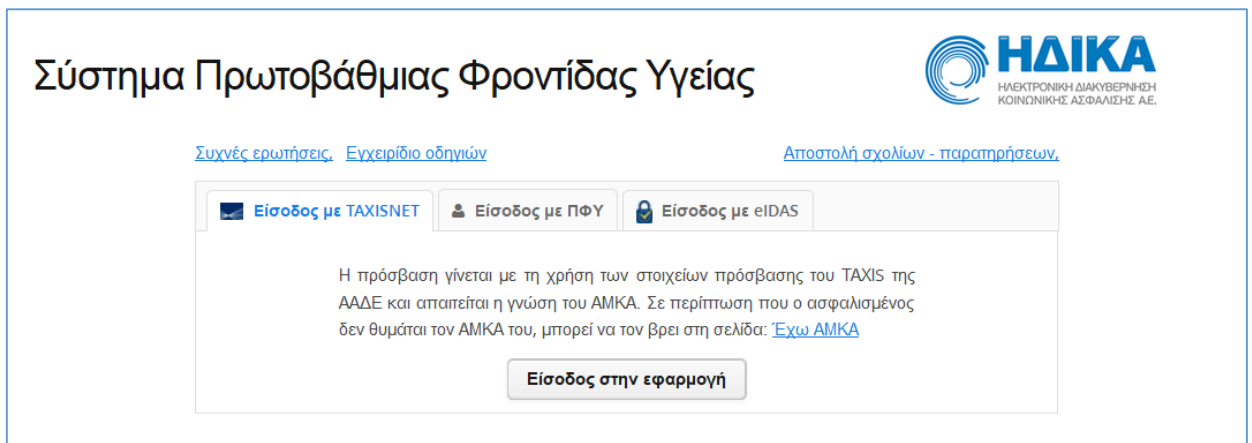 Σύστημα Πρωτοβάθμιας Φροντίδας Υγείας
ΗΔΙΚΑ
ΗΛΕΚΤΡΟΝΙΚΗ ΔΙΑΚΥΒΕΡΝΗΣΗ
ΚΟΙΝΩΝΙΚΗΣ ΑΣΦΑΛΙΣΗΣ Α.Ε.
Συχνές ερωτήσεις, Εγχειρίδιο οδηγιών Αποστολή σχολίων - παρατηρήσεων,
Είσοδος με TAXISNET Είσοδος με ΠΦΥ Είσοδος με eIDAS
Η πρόσβαση γίνεται με τη χρήση των στοιχείων πρόσβασης του TAXIS της
ΑΑΔΕ και απαιτείται η γνώση του ΑΜΚΑ. Σε περίπτωση που ο ασφαλισμένος
δεν θυμάται τον ΑΜΚΑ του, μπορεί να τον βρει στη σελίδα: Έχω ΑΜΚΑ
Είσοδος στην εφαρμογή